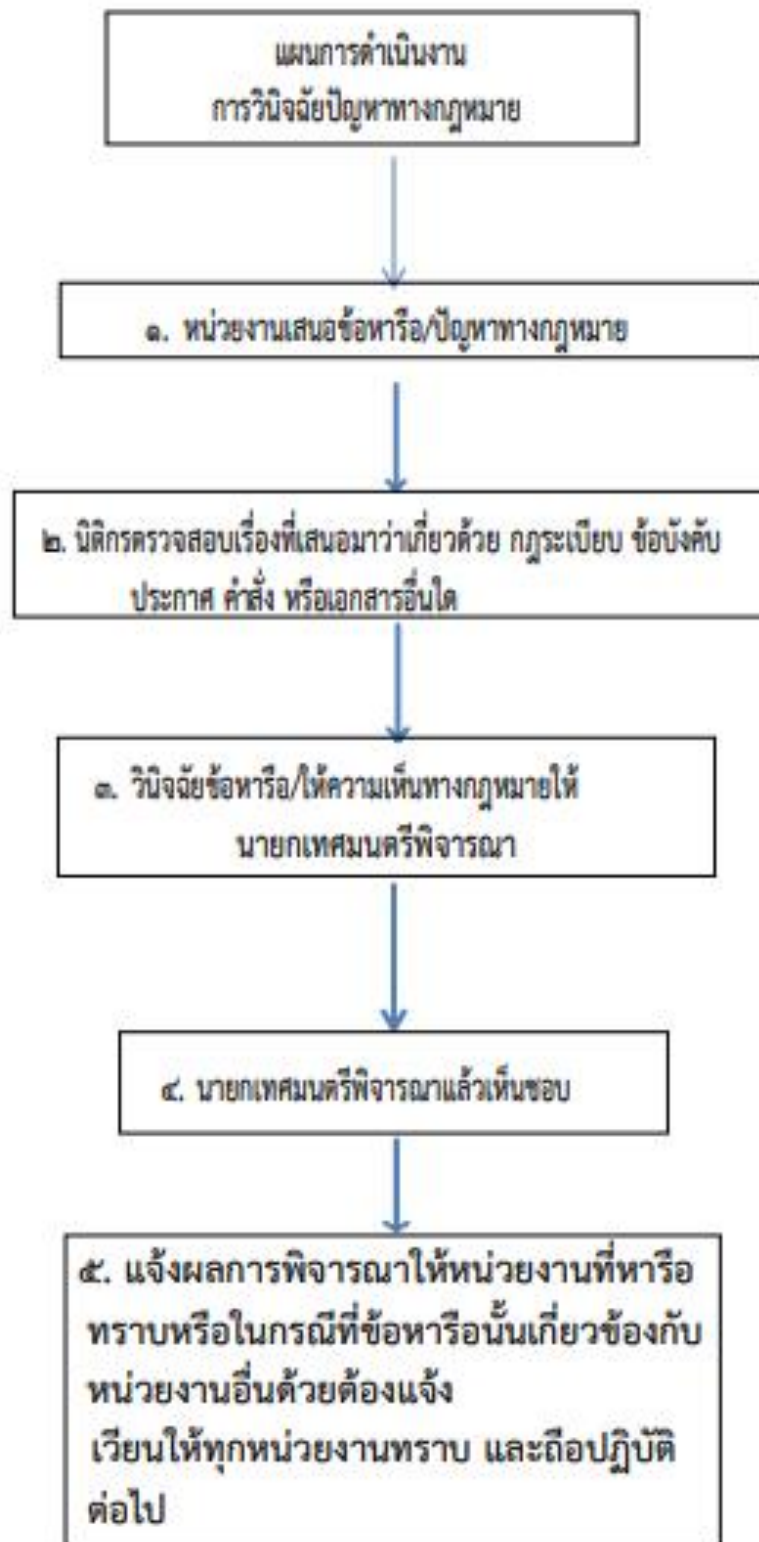 แผนการดำเนินงาน
การวินิจฉัยปัญหาทางกฎหมาย
๑. หน่วยงานเสนอข้อหารือ/ปัญหาทางกฎหมาย
๒. นิติกรตรวจสอบเรื่องที่เสนอมาว่าเกี่ยวด้วย กฎระเบียบ ข้อบังคับ
ประกาศ คำสั่ง หรือเอกสารอื่นใด
๓. วินิจฉัยข้อหารือ/ให้ความเห็นทางกฎหมายให้
นายกเทศมนตรีพิจารณา
๔. นายกเทศมนตรีพิจารณาแล้วเห็นชอบ
๕. แจ้งผลการพิจารณาให้หน่วยงานที่หารือ
ทราบหรือในกรณีที่ข้อหารือนั้นเกี่ยวข้องกับ
หน่วยงานอื่นด้วยต้องแจ้ง
เวียนให้ทุกหน่วยงานทราบ และถือปฏิบัติ
ต่อไป